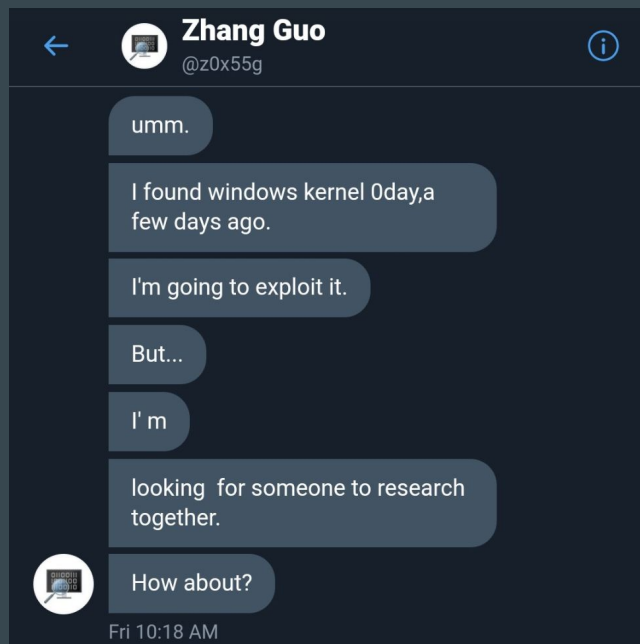 Zhang Guo
@z0x55g
umm.
I found windows kernel 0day,a
few days ago.
I'm going to exploit it.
But...
I' m
looking  for someone to research
together.
How about?
Fri 10:18 AM